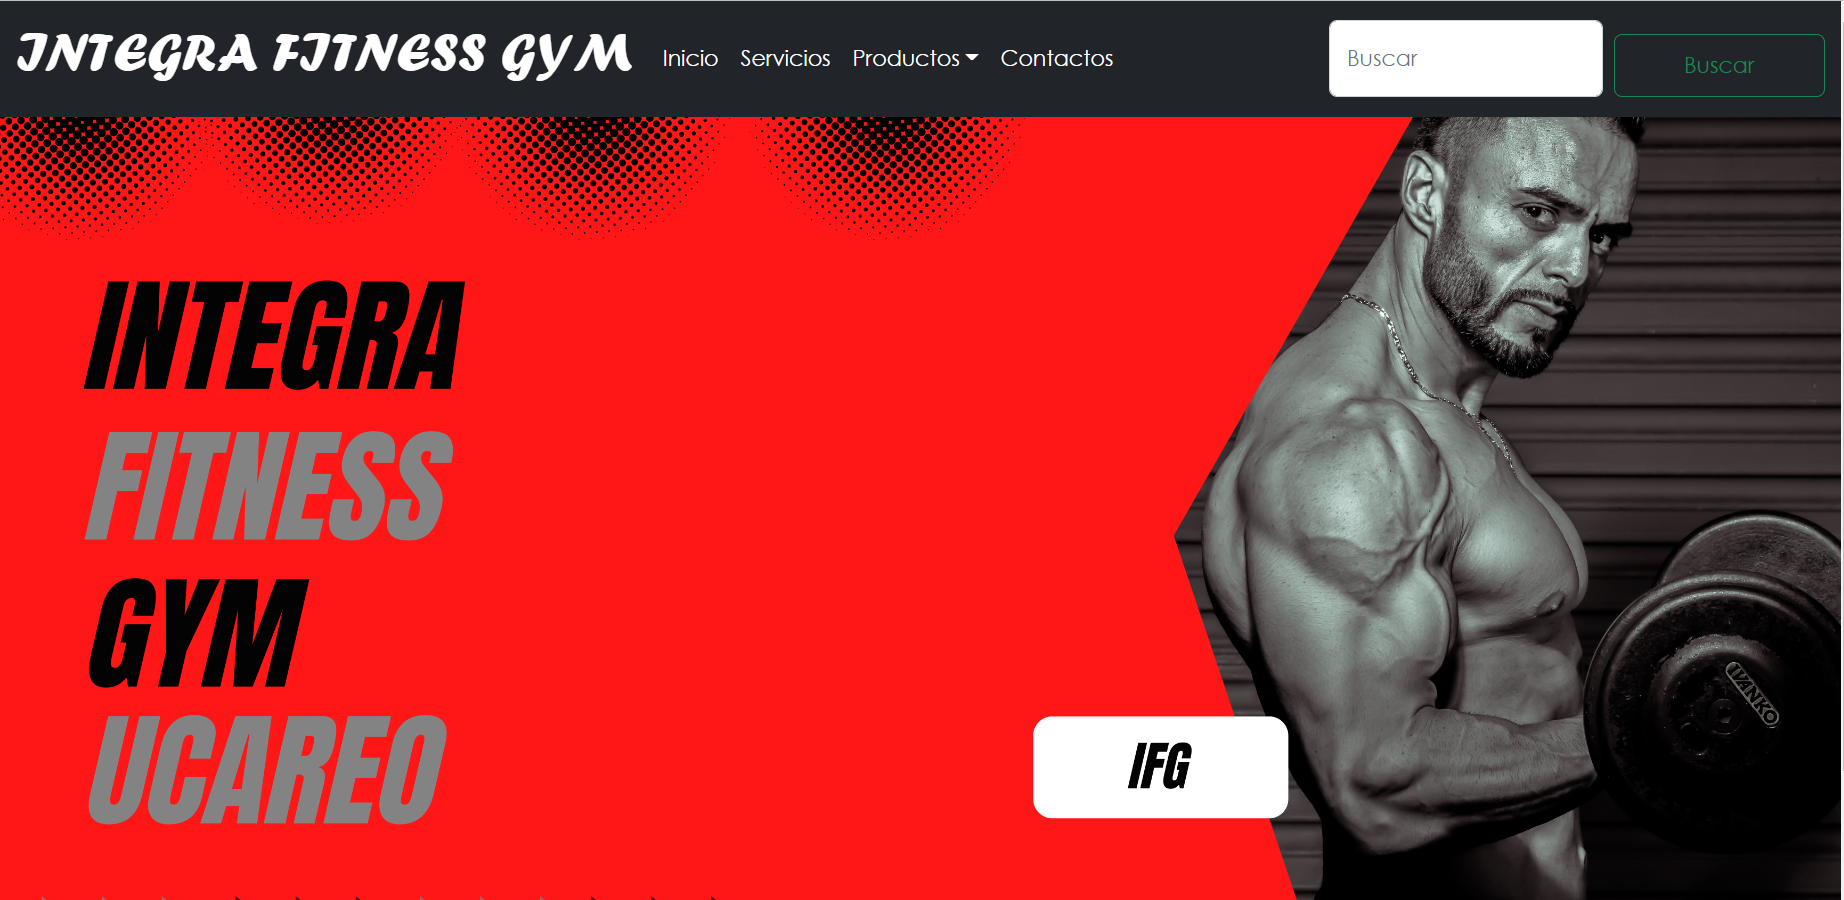 INTEGRA FITNESS GYM
Inicio Servicios Productos Contactos
Buscar
Buscar
INTEGRA
FITNESS
GYM
UCAREO
IFG
IVANKO